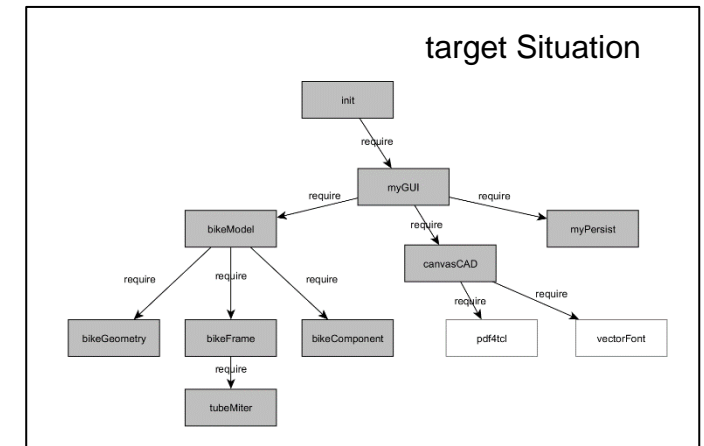 target Situation
init
require
myGUI
require
require
require
bikeModel
myPersist
canvasCAD
require
require
require
require
require
bikeGeometry
bikeFrame
bikeComponent
pdf4tcl
vectorFont
require
tubeMiter